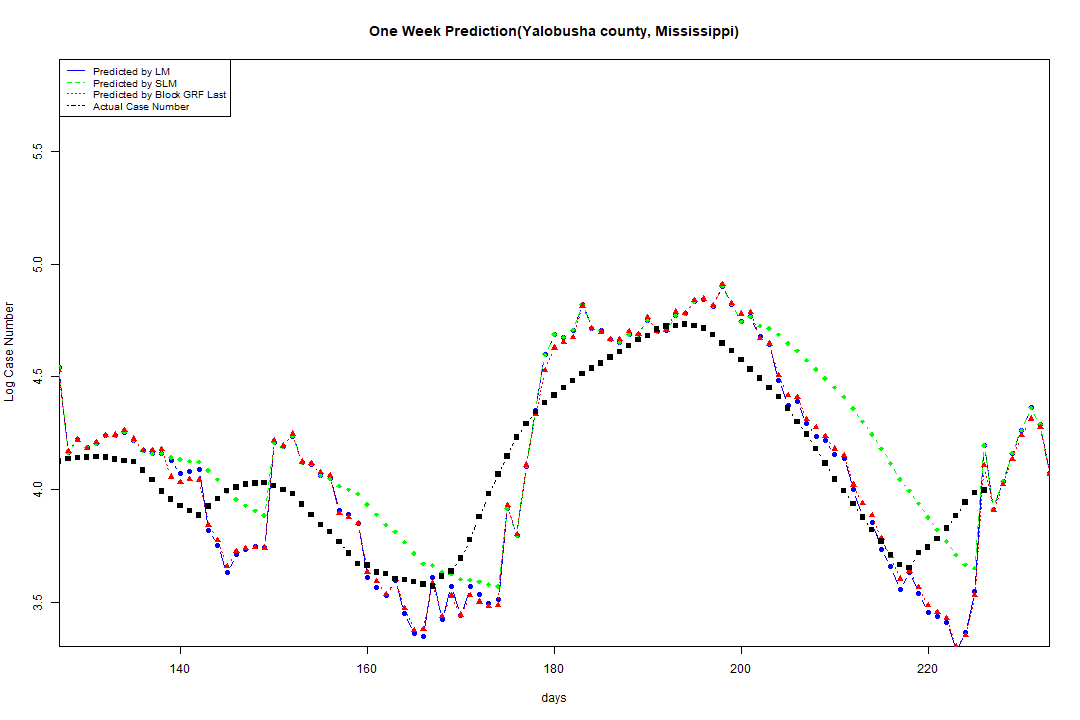 One Week Prediction(Yalobusha county, Mississippi)
Predicted by LM
Predicted by SLM
Predicted by Block GRF Last
Actual Case Number
5.5
5.0
4.5
4.0
3.5
Log Case Number
140
160
180
200
220
days